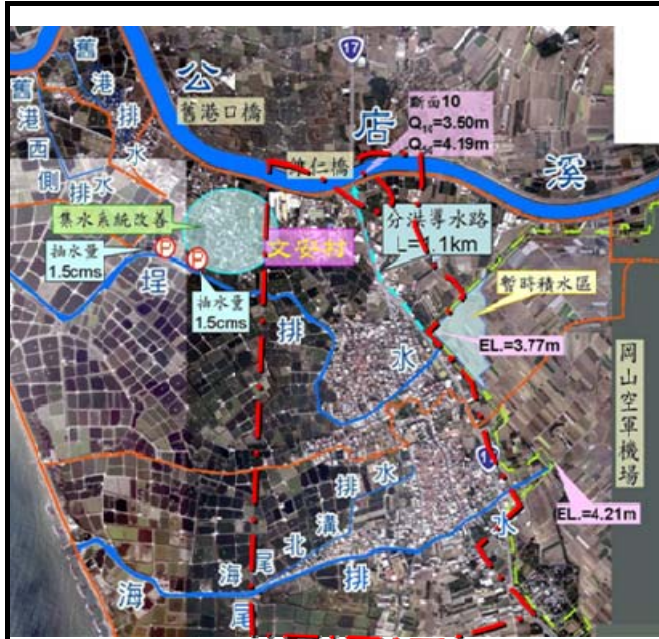 17
公店溪
舊港口橋
斷面10
Q₁₀=3.50m
舊港排水
舊港西側排水
維仁橋
集水系統改善
文安村
分洪導水路
L=1.1km
抽水量
1.5cms
P
P
抽水量
1.5cms
暫時積水區
EL.=3.77m
埕排水
岡山空軍機場
EL.=4.21m
北溝排水
海尾排水
海尾